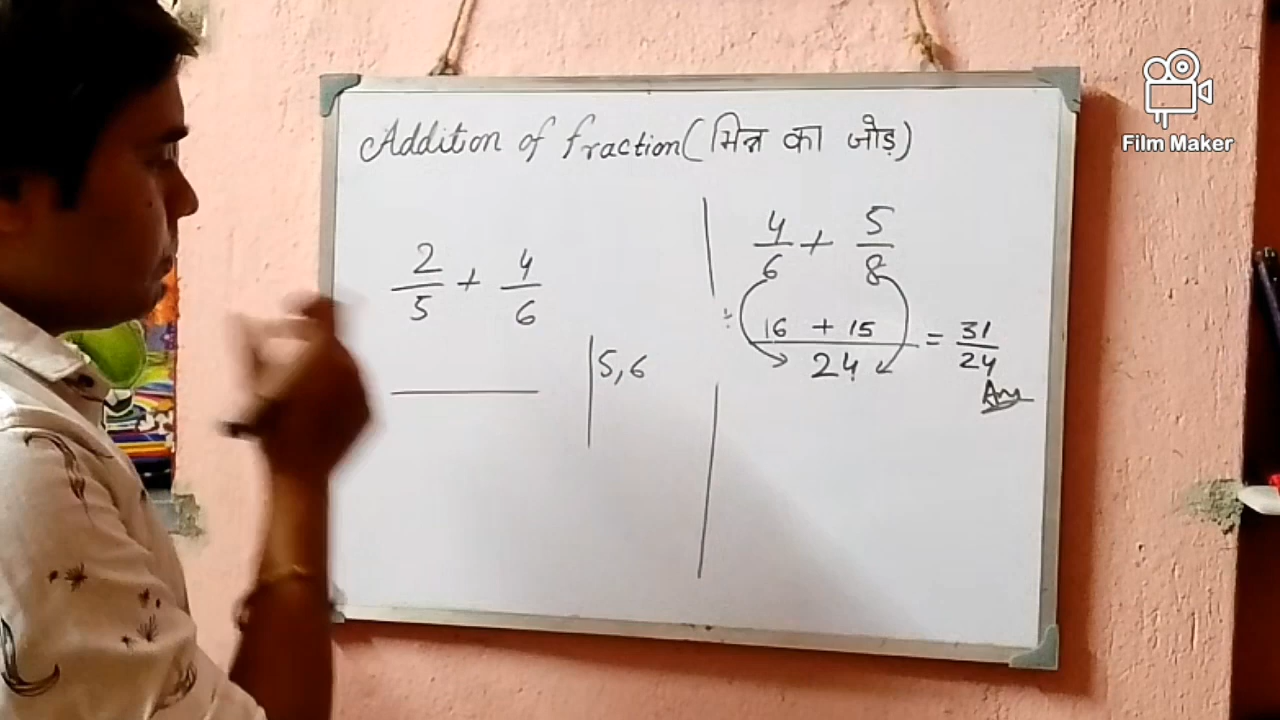 Additon of fraction (भिन्न का जोड़)
2/5 + 4/6
5,6
4/6 + 5/8
÷ 16 + 15 / 24 = 31/24
Ans
Film Maker